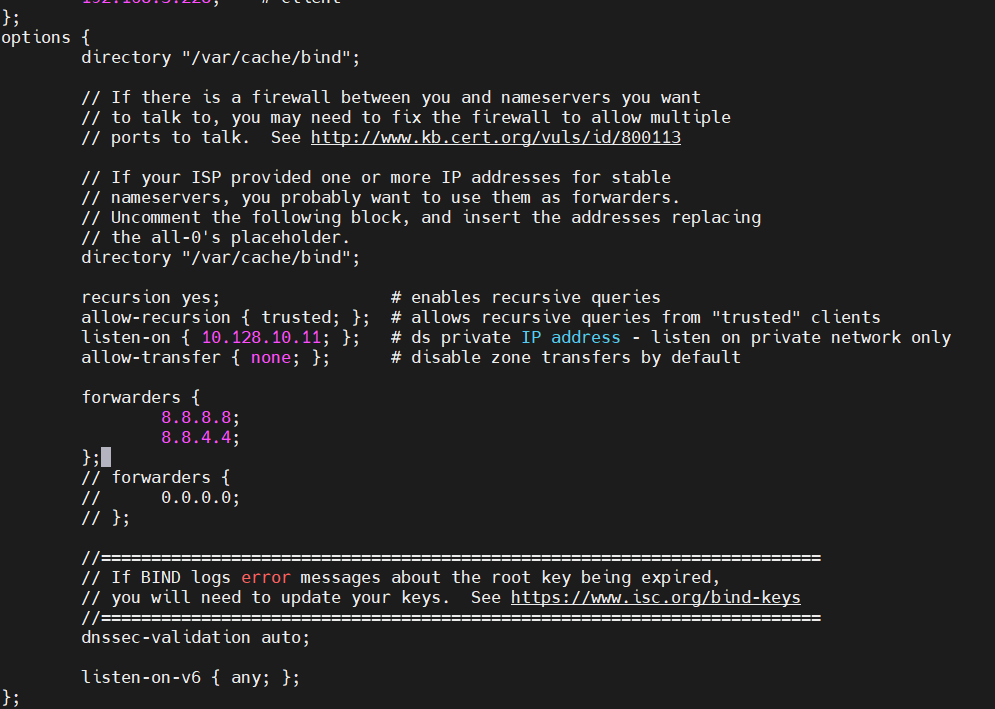 };
options {
        directory "/var/cache/bind";

        // If there is a firewall between you and nameservers you want
        // to talk to, you may need to fix the firewall to allow multiple
        // ports to talk.  See http://www.kb.cert.org/vuls/id/800113

        // If your ISP provided one or more IP addresses for stable
        // nameservers, you probably want to use them as forwarders.
        // Uncomment the following block, and insert the addresses replacing
        // the all-0's placeholder.
        directory "/var/cache/bind";

        recursion yes;                 # enables recursive queries
        allow-recursion { trusted; };  # allows recursive queries from "trusted" clients
        listen-on { 10.128.10.11; };   # ds private IP address - listen on private network only
        allow-transfer { none; };      # disable zone transfers by default

        forwarders {
                8.8.8.8;
                8.8.4.4;
        };
        // forwarders {
        //      0.0.0.0;
        // };

        //========================================================================
        // If BIND logs error messages about the root key being expired,
        // you will need to update your keys.  See https://www.isc.org/bind-keys
        //========================================================================
        dnssec-validation auto;

        listen-on-v6 { any; };
};